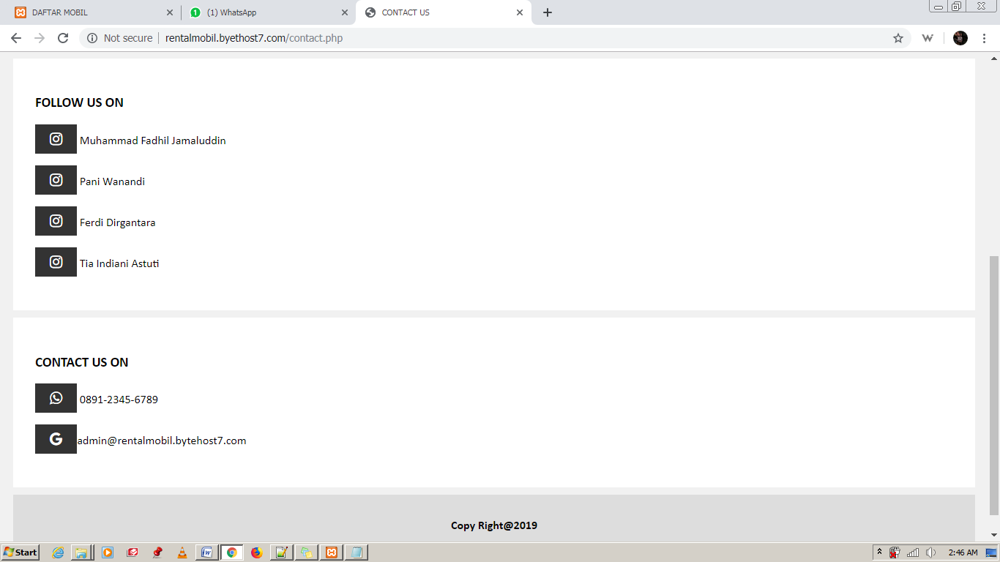 DAFTAR MOBIL
(1) WhatsApp
CONTACT US
Not secure
rentalmobil.byethost7.com/contact.php
FOLLOW US ON
Muhammad Fadhil Jamaluddin
Pani Wanandi
Ferdi Dirgantara
Tia Indiani Astuti
CONTACT US ON
0891-2345-6789
admin@rentalmobil.bytehost7.com
Copy Right@2019
Start
2:46 AM